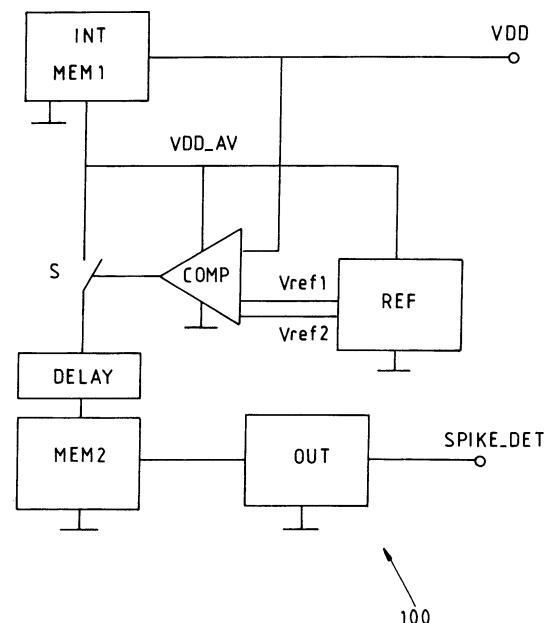 INT
MEM1
VDD
VDD_AV
S
COMP
Vref1
Vref2
REF
DELAY
MEM2
OUT
SPIKE_DET
100